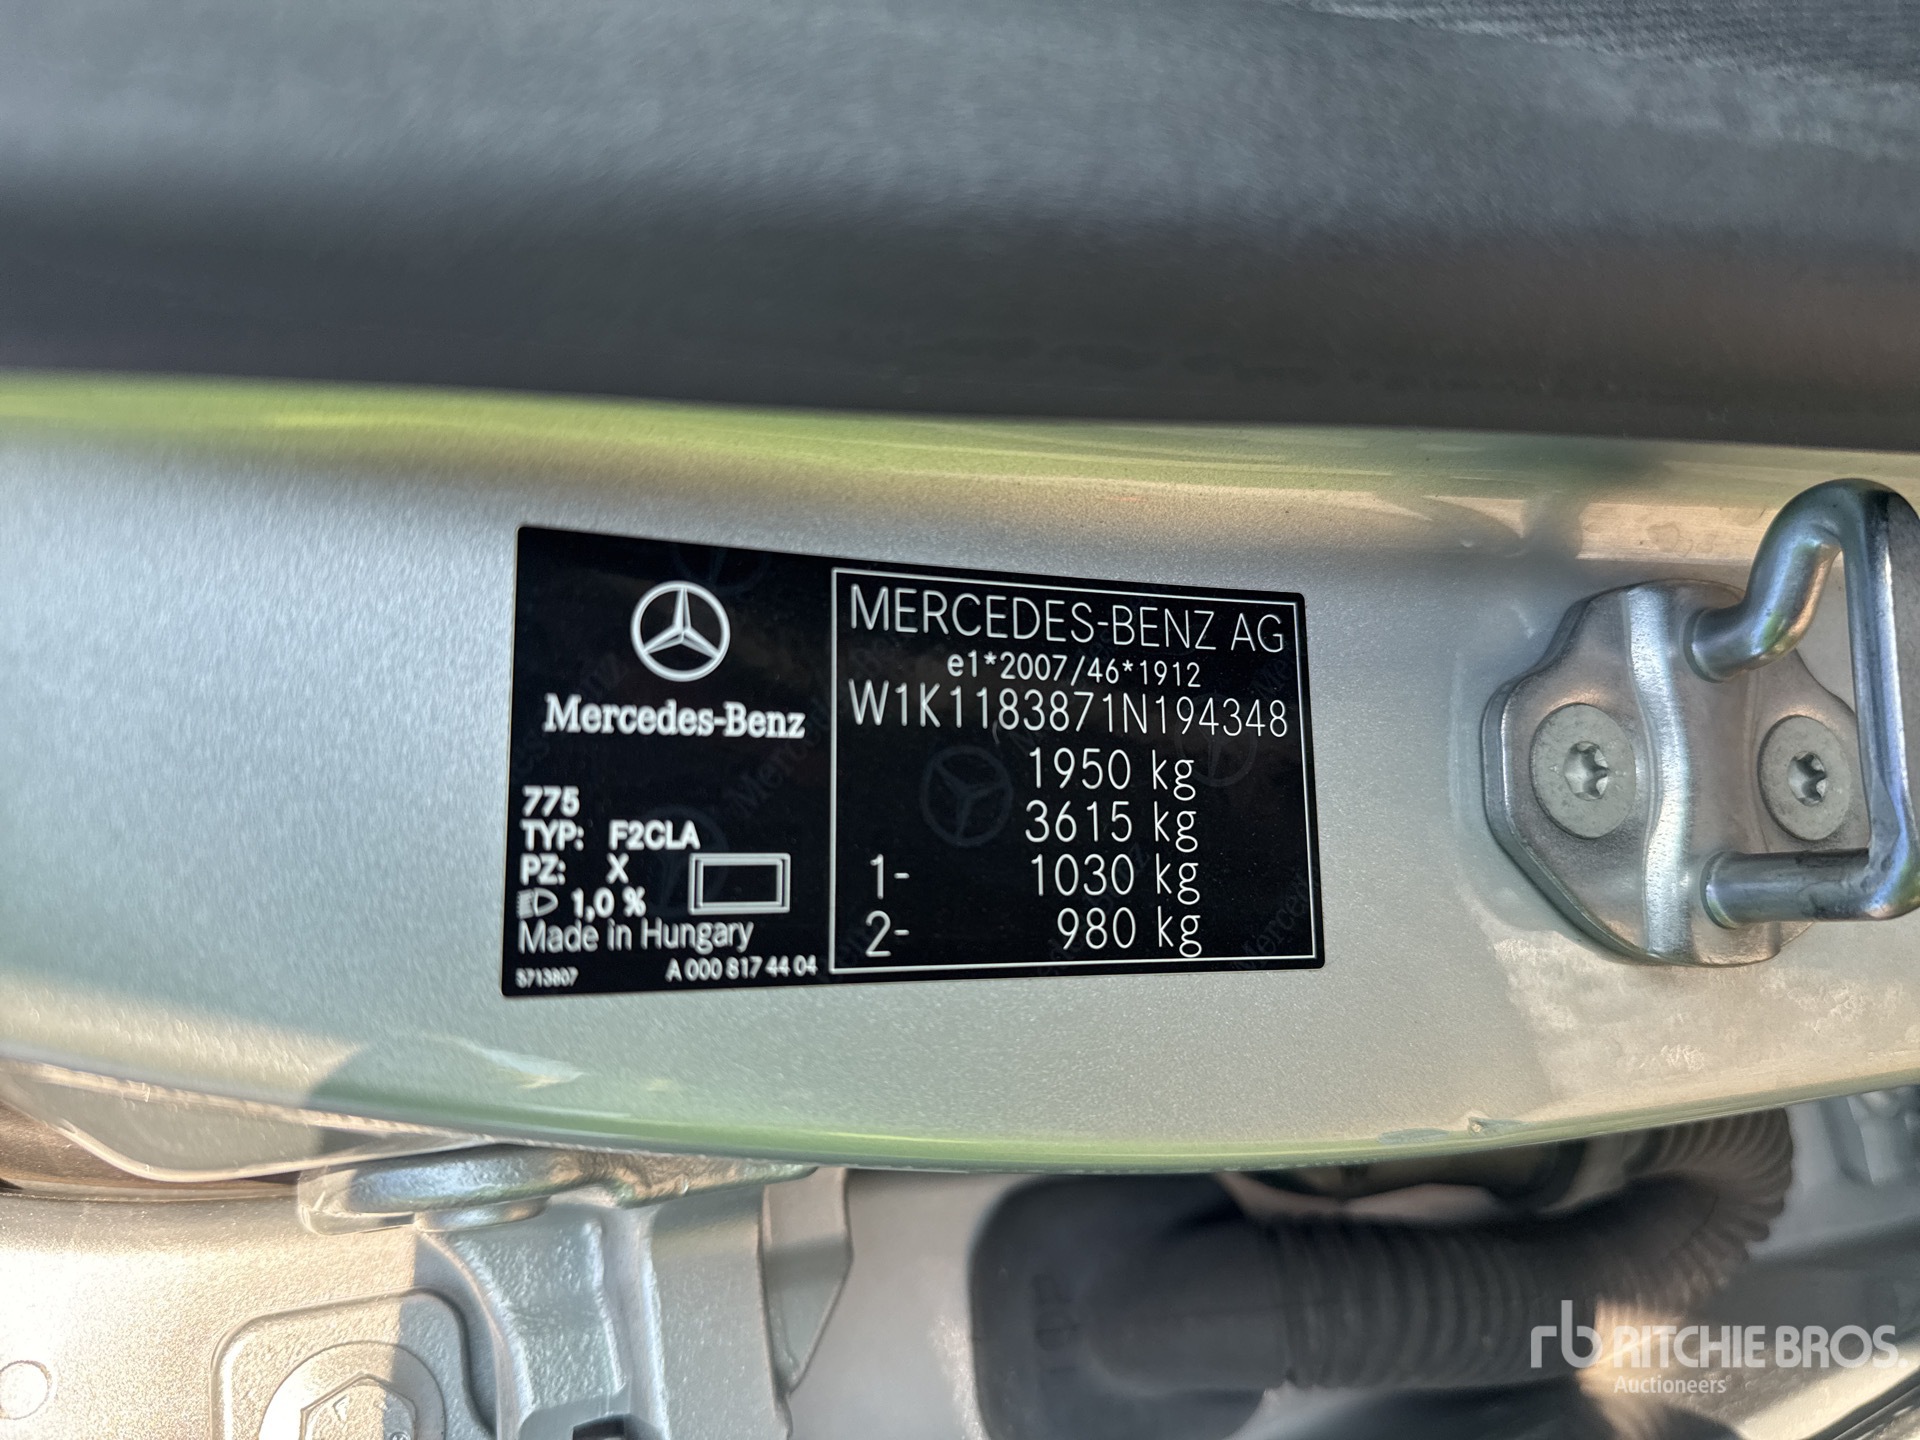 Mercedes-Benz
775
TYP: F2CLA
PZ: X
1,0 %
Made in Hungary
A 000 817 44 04
MERCEDES-BENZ AG
e1*2007/46*1912
W1K1183871N194348
1950 kg
3615 kg
1- 1030 kg
2- 980 kg
rb RITCHIE BROS.
Auctioneers